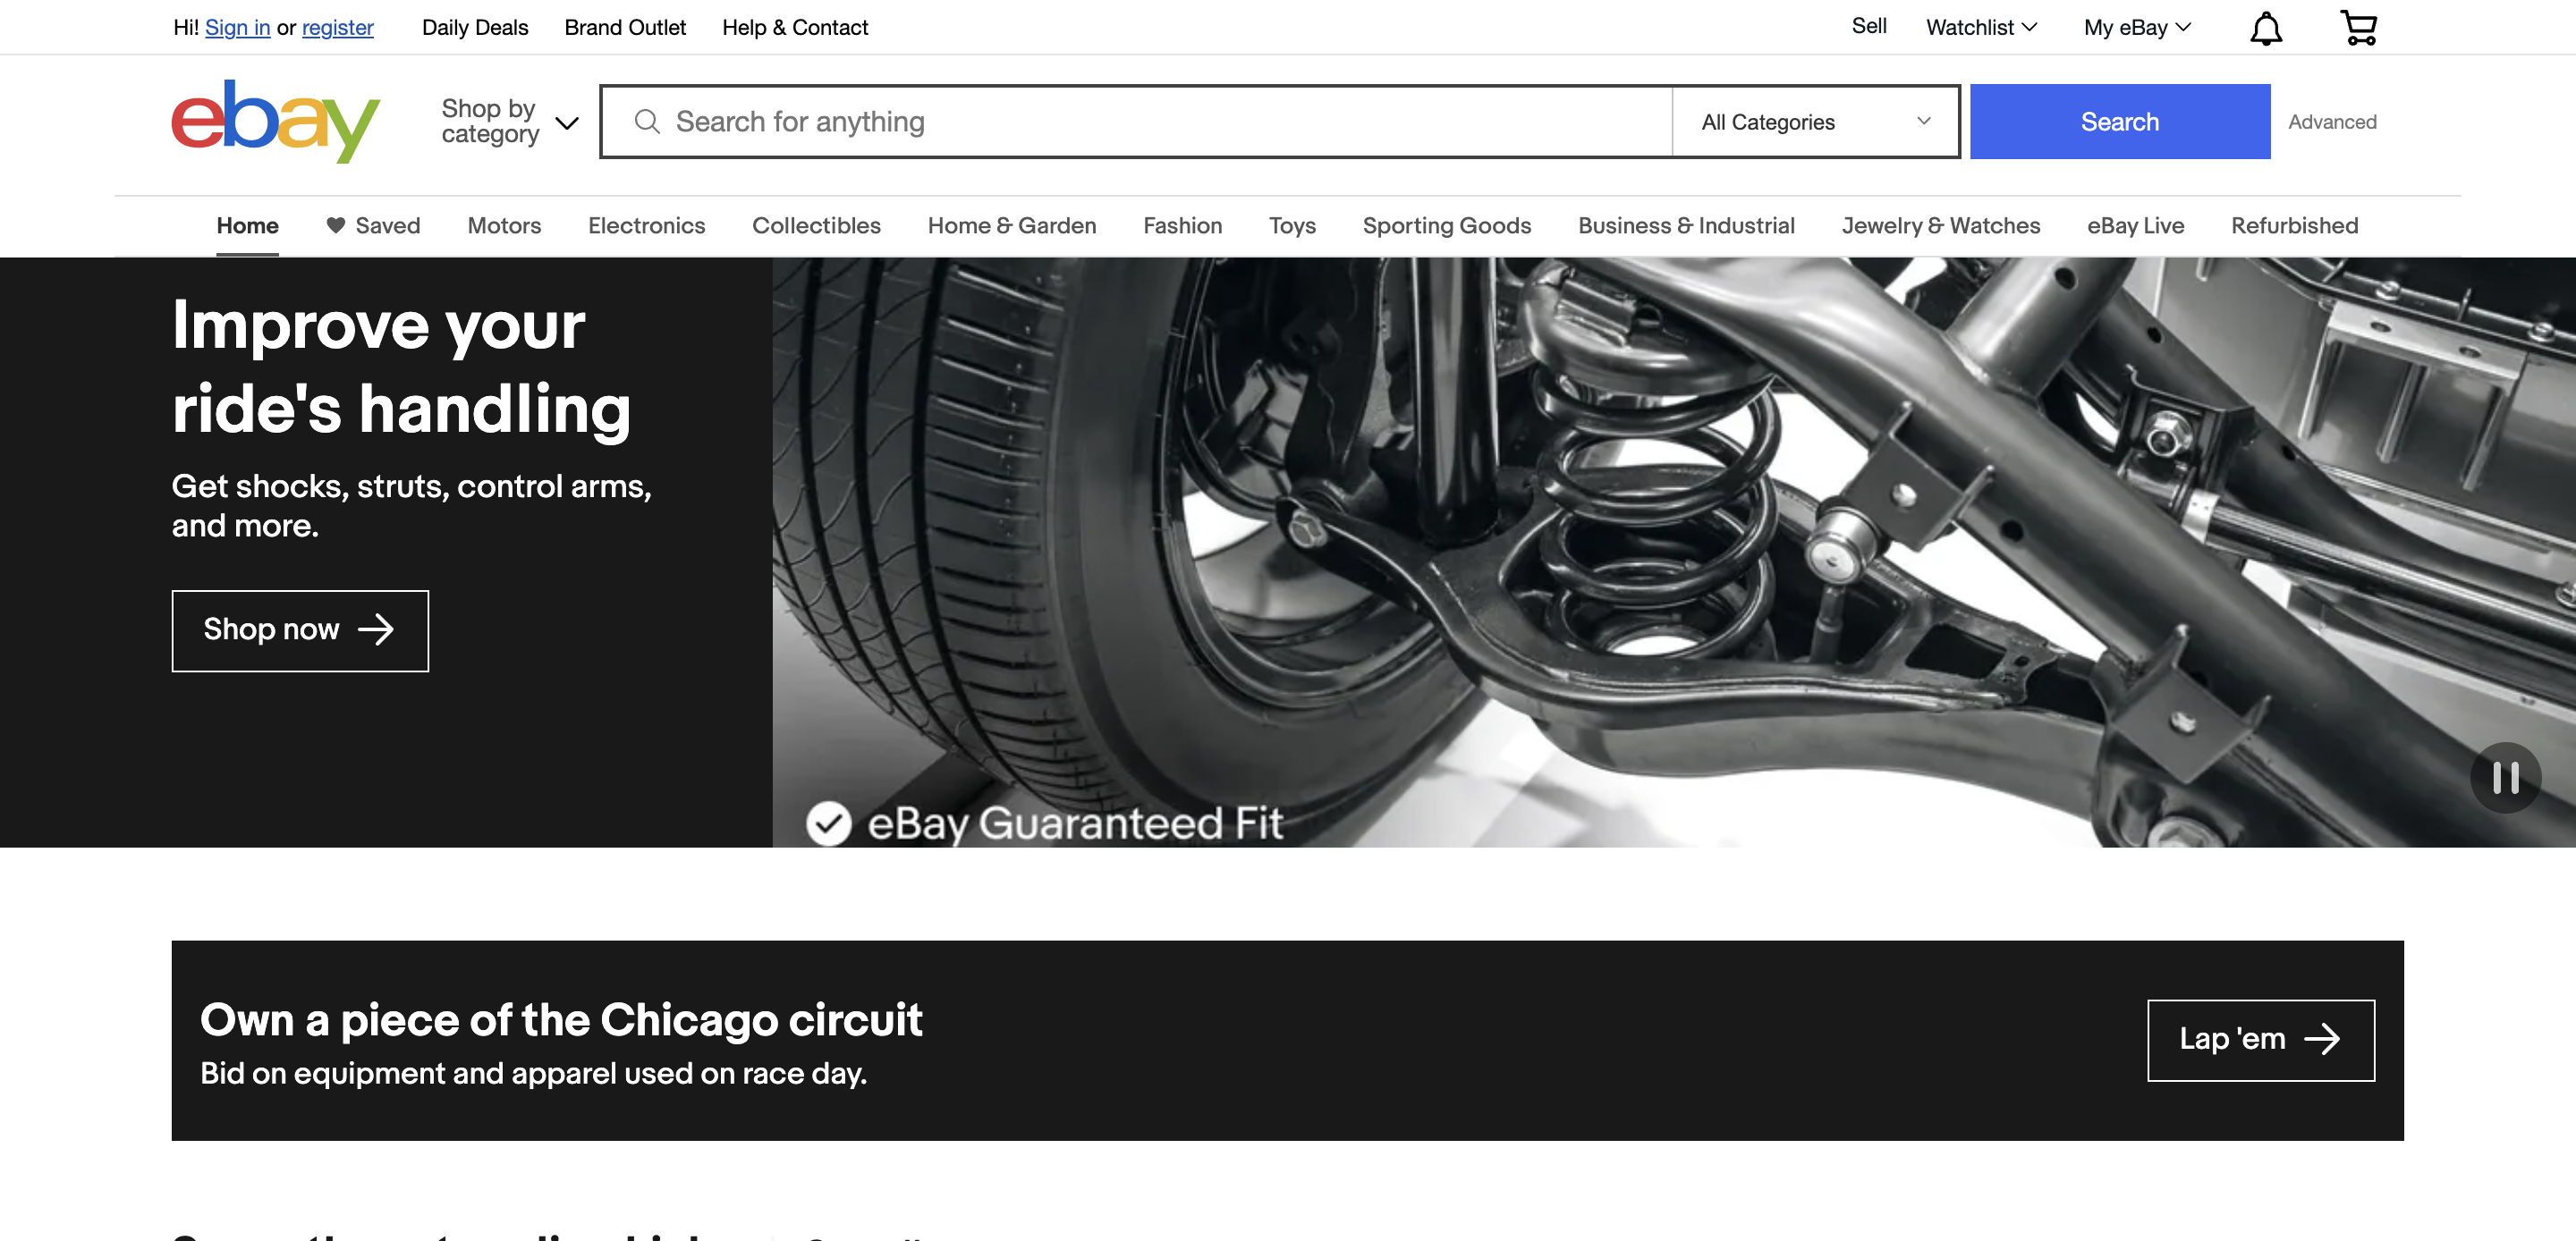 Hi! Sign in or register Daily Deals Brand Outlet Help & Contact Sell Watchlist My eBay
ebay
Shop by
category
Search for anything All Categories Search Advanced
Home Saved Motors Electronics Collectibles Home & Garden Fashion Toys Sporting Goods Business & Industrial Jewelry & Watches eBay Live Refurbished
Improve your
ride's handling
Get shocks, struts, control arms,
and more.
Shop now
eBay Guaranteed Fit
Own a piece of the Chicago circuit
Bid on equipment and apparel used on race day.
Lap 'em